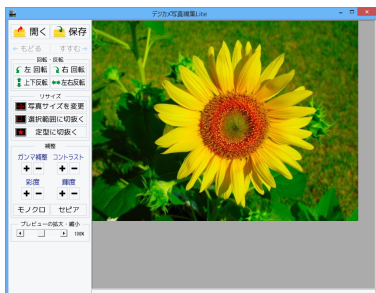 デジカメ写真編集Lite
開く 保存
←もどる すすむ→
回転・反転
左回転 右回転
上下反転 左右反転
リサイズ
写真サイズを変更
選択範囲に切抜く
定型に切抜く
補整
ガンマ補整 コントラスト
+ - + -
彩度 輝度
+ - + -
モノクロ セピア
プレビューの拡大・縮小
100%